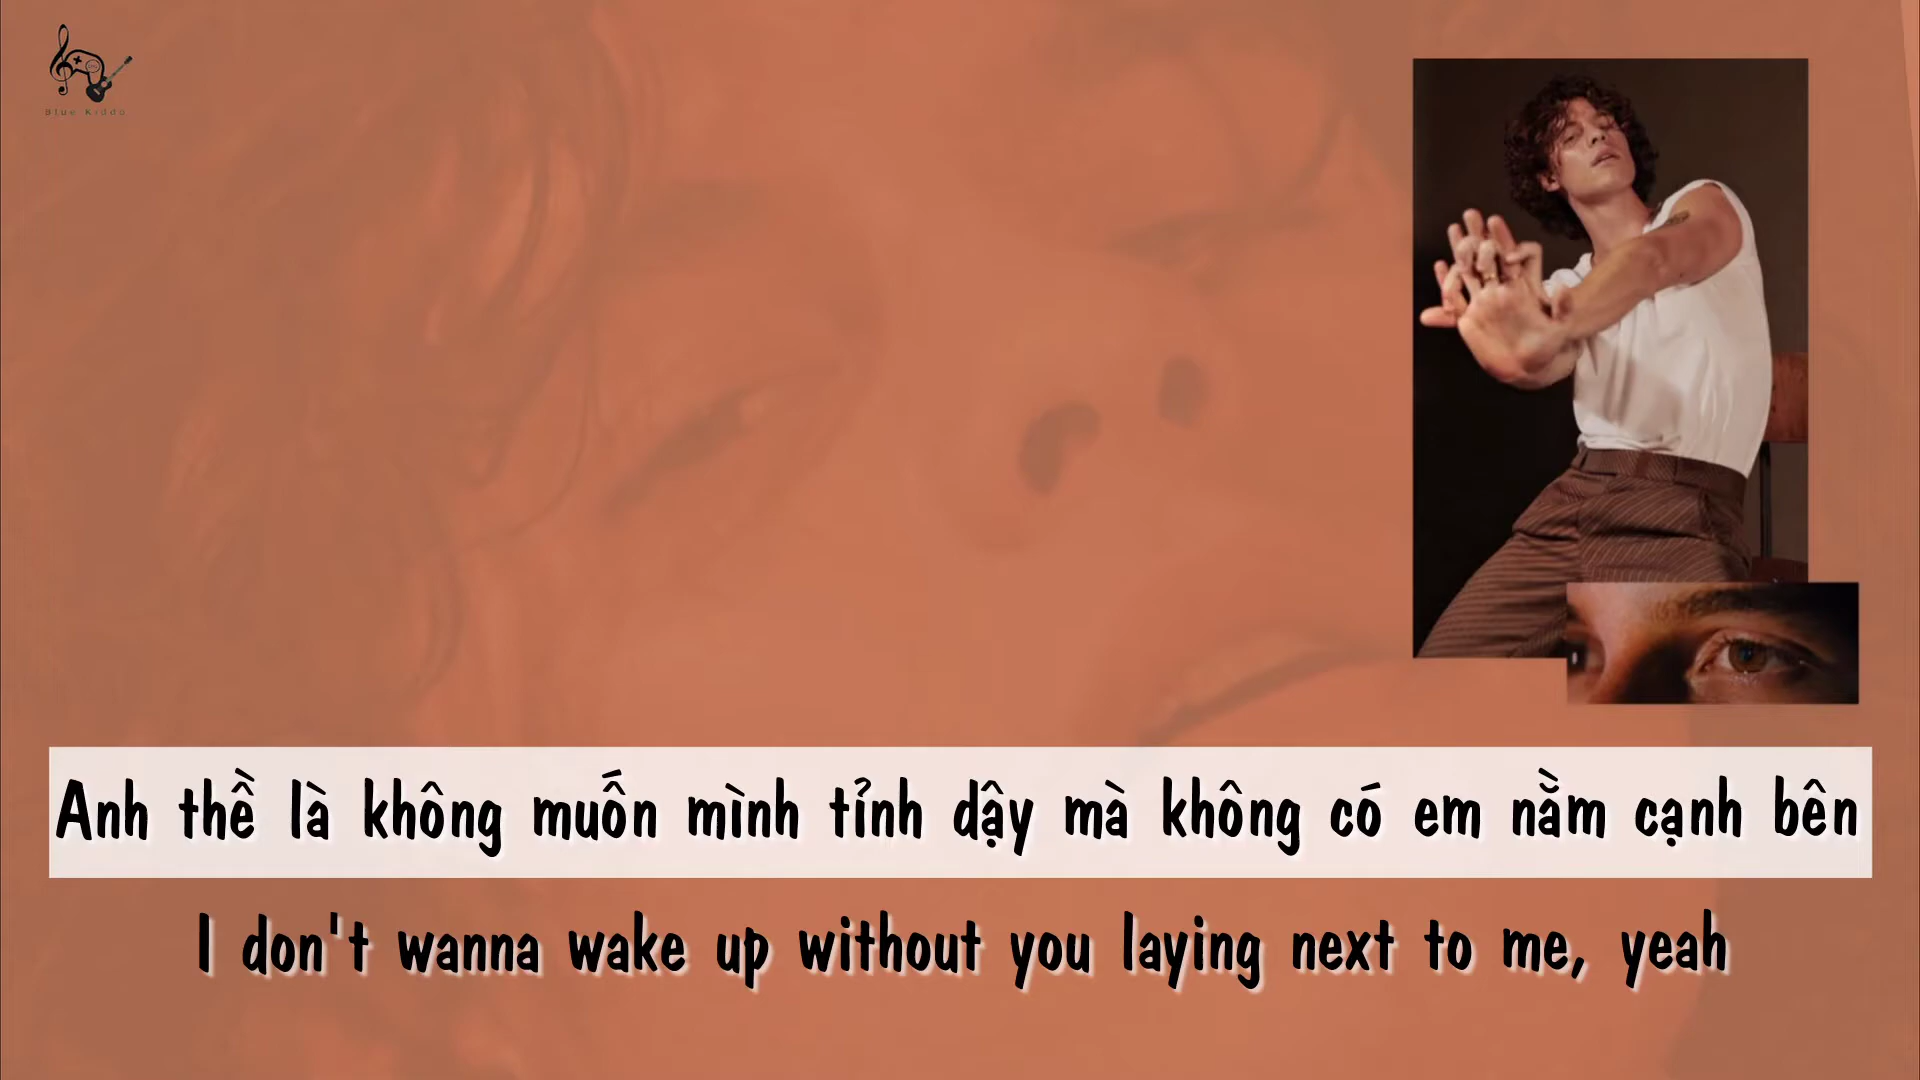 Blue Kiddo
Anh thề là không muốn mình tỉnh dậy mà không có em nằm cạnh bên
I don't wanna wake up without you laying next to me, yeah